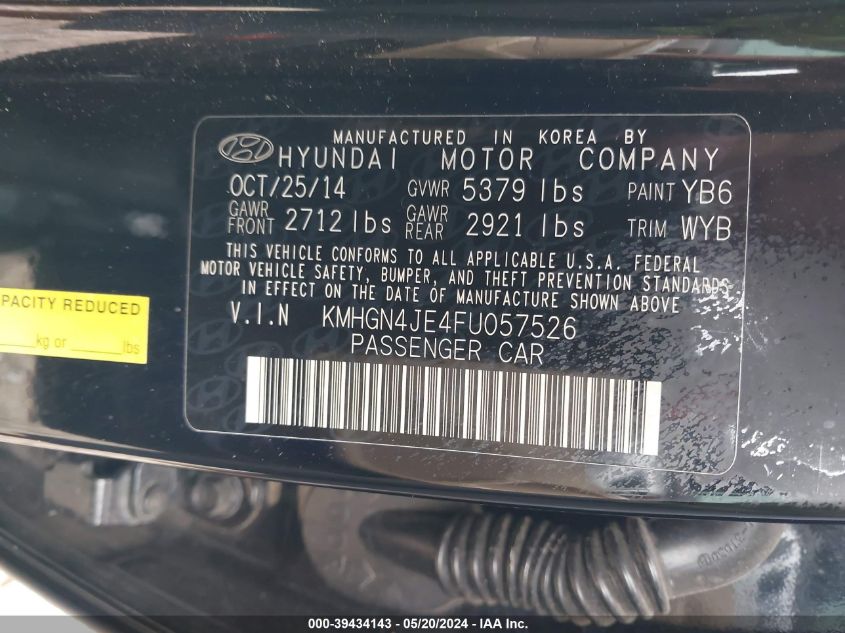 MANUFACTURED IN KOREA BY
HYUNDAI MOTOR COMPANY
OCT/25/14 GVWR 5379 lbs PAINT YB6
GAWR FRONT 2712 lbs GAWR REAR 2921 lbs TRIM WYB
THIS VEHICLE CONFORMS TO ALL APPLICABLE U.S.A. FEDERAL
MOTOR VEHICLE SAFETY, BUMPER, AND THEFT PREVENTION STANDARDS
IN EFFECT ON THE DATE OF MANUFACTURE SHOWN ABOVE
V.I.N KMHGN4JE4FU057526
PASSENGER CAR
APACITY REDUCED
kg or lbs
000-39434143 - 05/20/2024 - IAAI.com